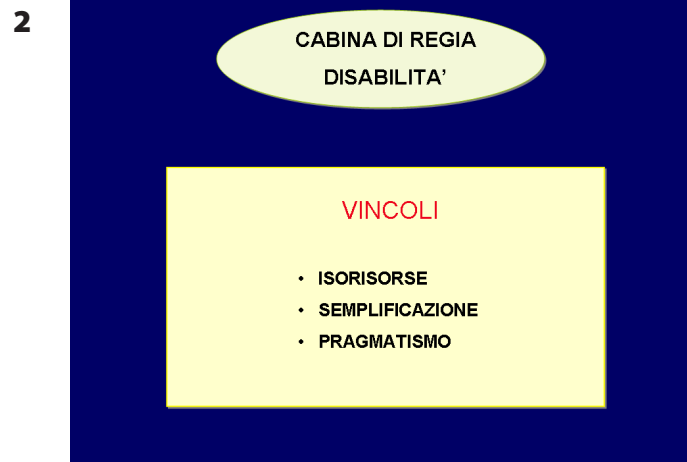 2
CABINA DI REGIA
DISABILITA’
VINCOLI
• ISORISORSE
• SEMPLIFICAZIONE
• PRAGMATISMO